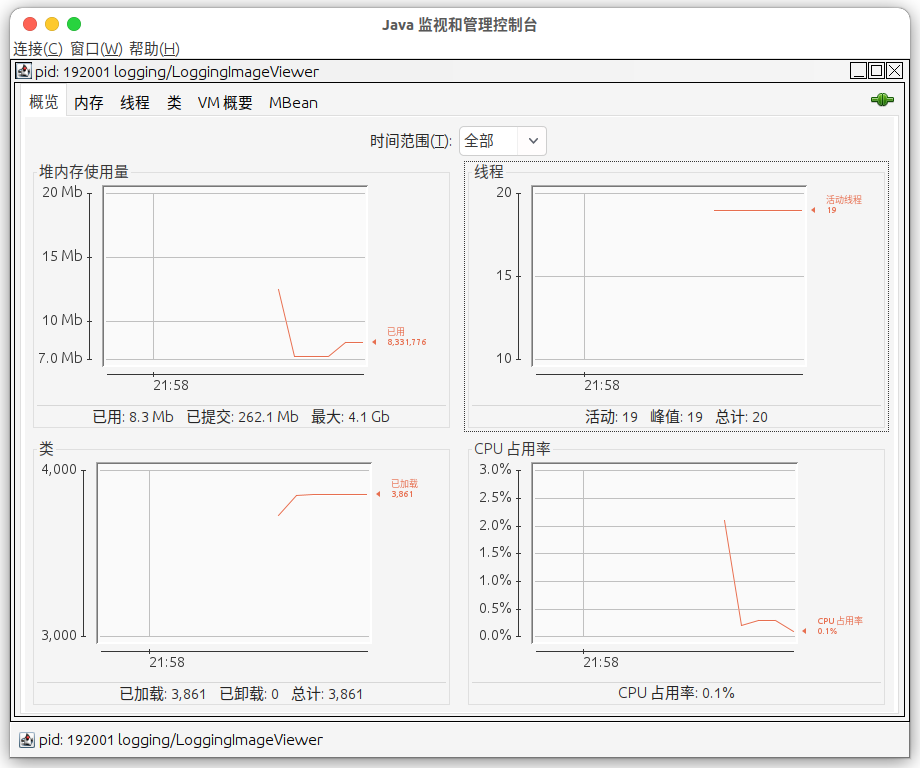 Java 监视和管理控制台
连接(C) 窗口(W) 帮助(H)
pid: 192001 logging/LoggingImageViewer
概览 内存 线程 类 VM 概要 MBean
时间范围(T): 全部
堆内存使用量
20 Mb
15 Mb
10 Mb
7.0 Mb
已用
8,331,776
21:58
已用: 8.3 Mb 已提交: 262.1 Mb 最大: 4.1 Gb
线程
20
15
10
活动线程
19
21:58
活动: 19 峰值: 19 总计: 20
类
4,000
3,000
已加载
3,861
21:58
已加载: 3,861 已卸载: 0 总计: 3,861
CPU 占用率
3.0%
2.5%
2.0%
1.5%
1.0%
0.5%
0.0%
CPU 占用率
0.1%
21:58
CPU 占用率: 0.1%
pid: 192001 logging/LoggingImageViewer